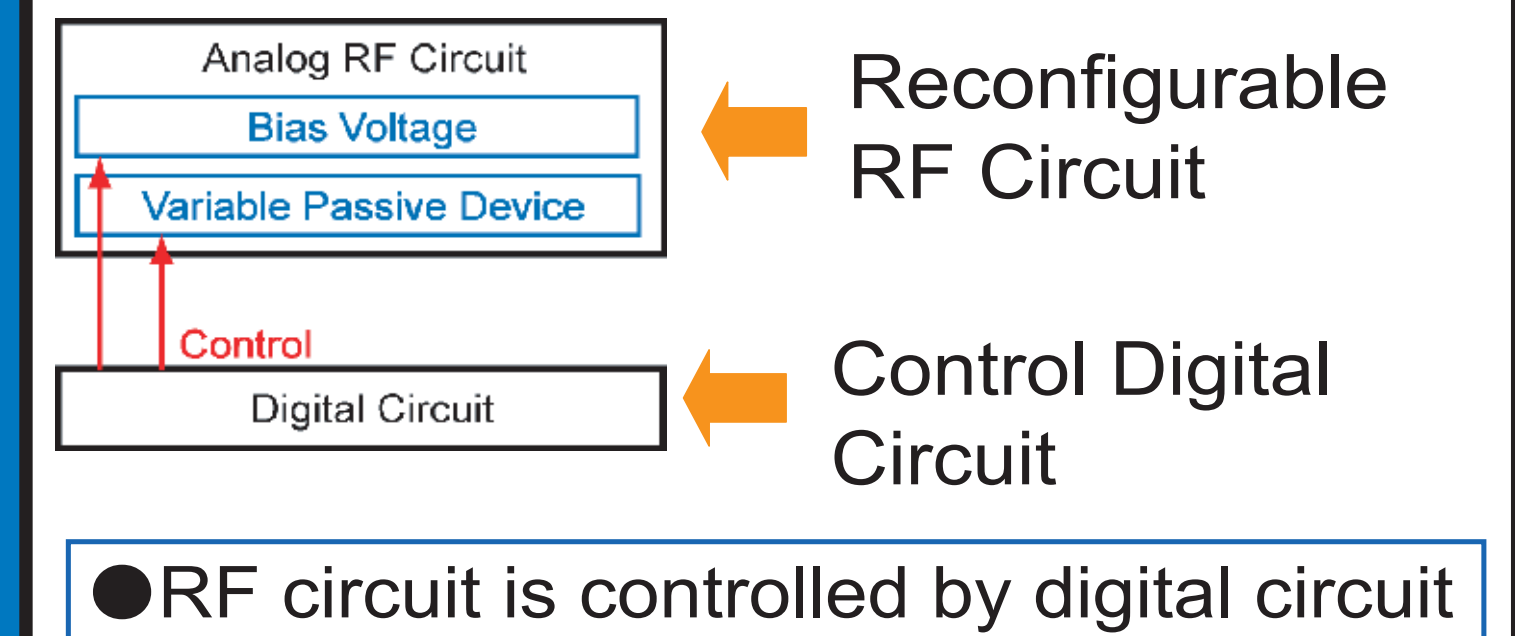 Analog RF Circuit
Bias Voltage
Variable Passive Device
Control
Digital Circuit
Reconfigurable
RF Circuit
Control Digital
Circuit
●RF circuit is controlled by digital circuit